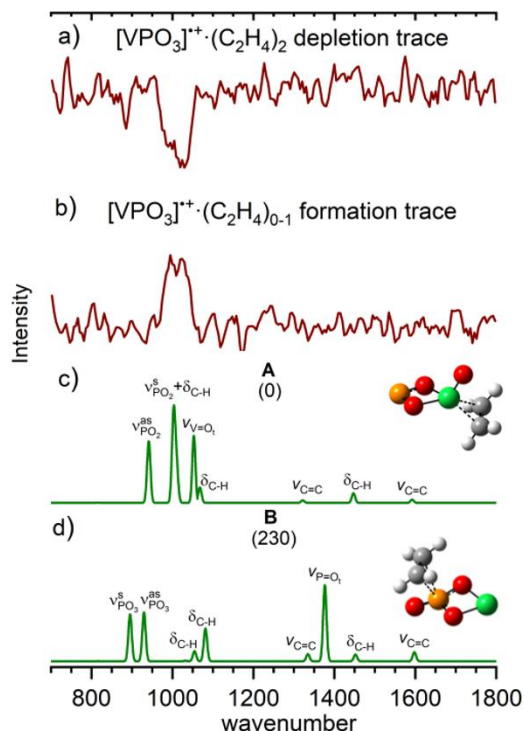 a) [VPO₃]•⁺·(C₂H₄)₂ depletion trace
b) [VPO₃]•⁺·(C₂H₄)₀₋₁ formation trace
Intensity
c) A
(0)
νˢPO₂+δC-H
νᵃˢPO₂
νV=Oₜ
δC-H
νC=C
δC-H
νC=C
d) B
(230)
νˢPO₃
νᵃˢPO₃
δC-H
δC-H
νC=C
νP=Oₜ
δC-H
νC=C
800 1000 1200 1400 1600 1800
wavenumber